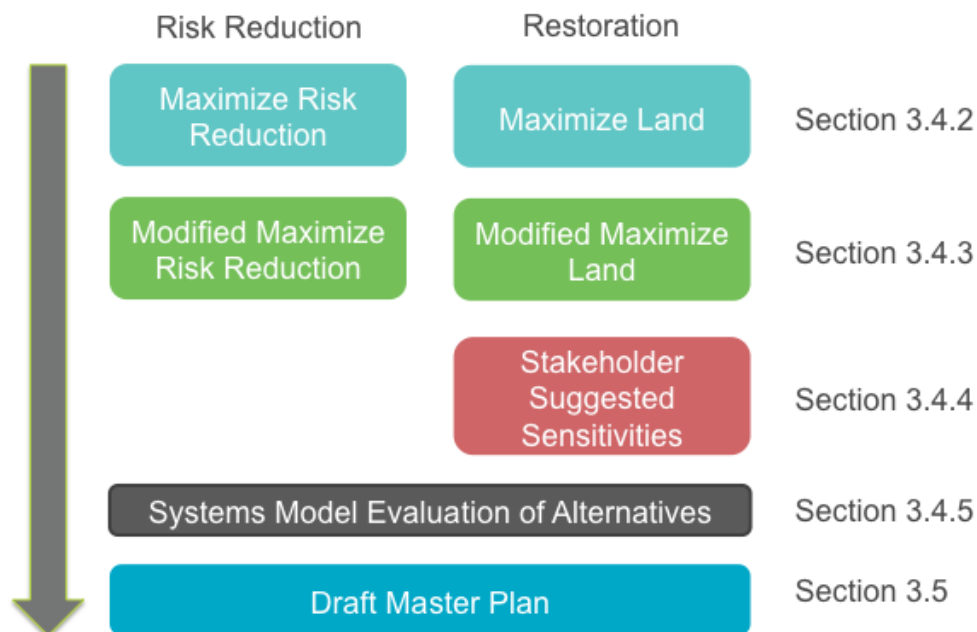 Risk Reduction
Restoration
Maximize Risk
Reduction
Maximize Land
Section 3.4.2
Modified Maximize
Risk Reduction
Modified Maximize
Land
Section 3.4.3
Stakeholder
Suggested
Sensitivities
Section 3.4.4
Systems Model Evaluation of Alternatives
Section 3.4.5
Draft Master Plan
Section 3.5